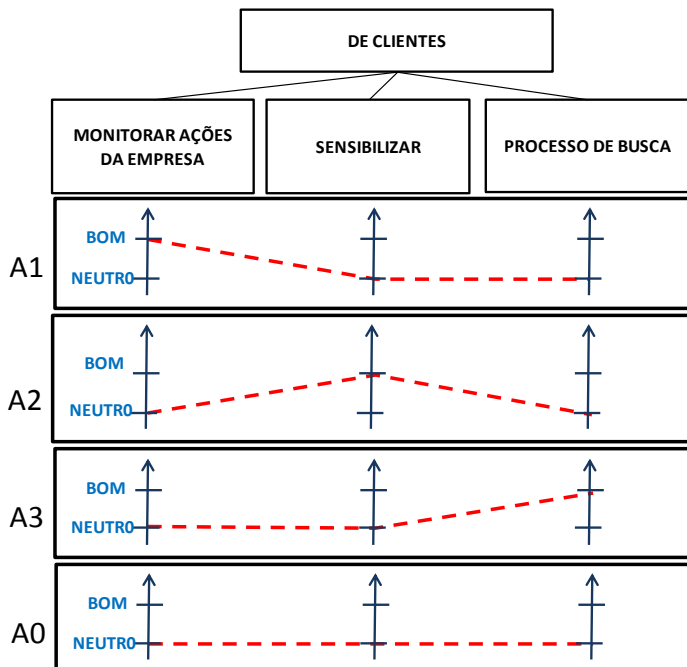 DE CLIENTES
MONITORAR AÇÕES
DA EMPRESA
SENSIBILIZAR
PROCESSO DE BUSCA
A1
BOM
NEUTR0
A2
BOM
NEUTR0
A3
BOM
NEUTR0
A0
BOM
NEUTR0